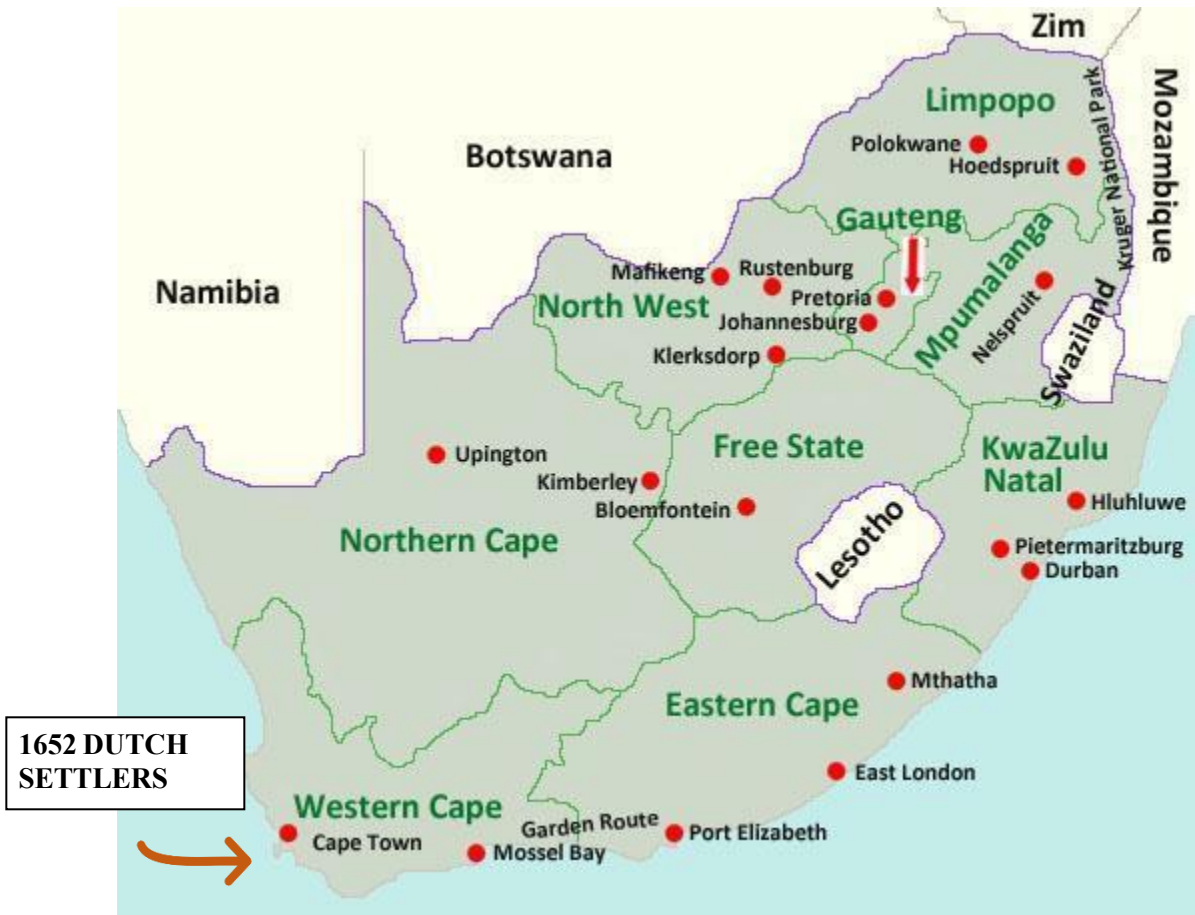 Zim
Mozambique
Kruger National Park
Limpopo
Polokwane
Hoedspruit
Botswana
Gauteng
Mpumalanga
Namibia
Mafikeng
Rustenburg
North West
Pretoria
Johannesburg
Nelspruit
Swaziland
Klerksdorp
Free State
KwaZulu
Natal
Upington
Kimberley
Bloemfontein
Hluhluwe
Northern Cape
Lesotho
Pietermaritzburg
Durban
Mthatha
Eastern Cape
1652 DUTCH
SETTLERS
East London
Western Cape
Garden Route
Port Elizabeth
Cape Town
Mossel Bay